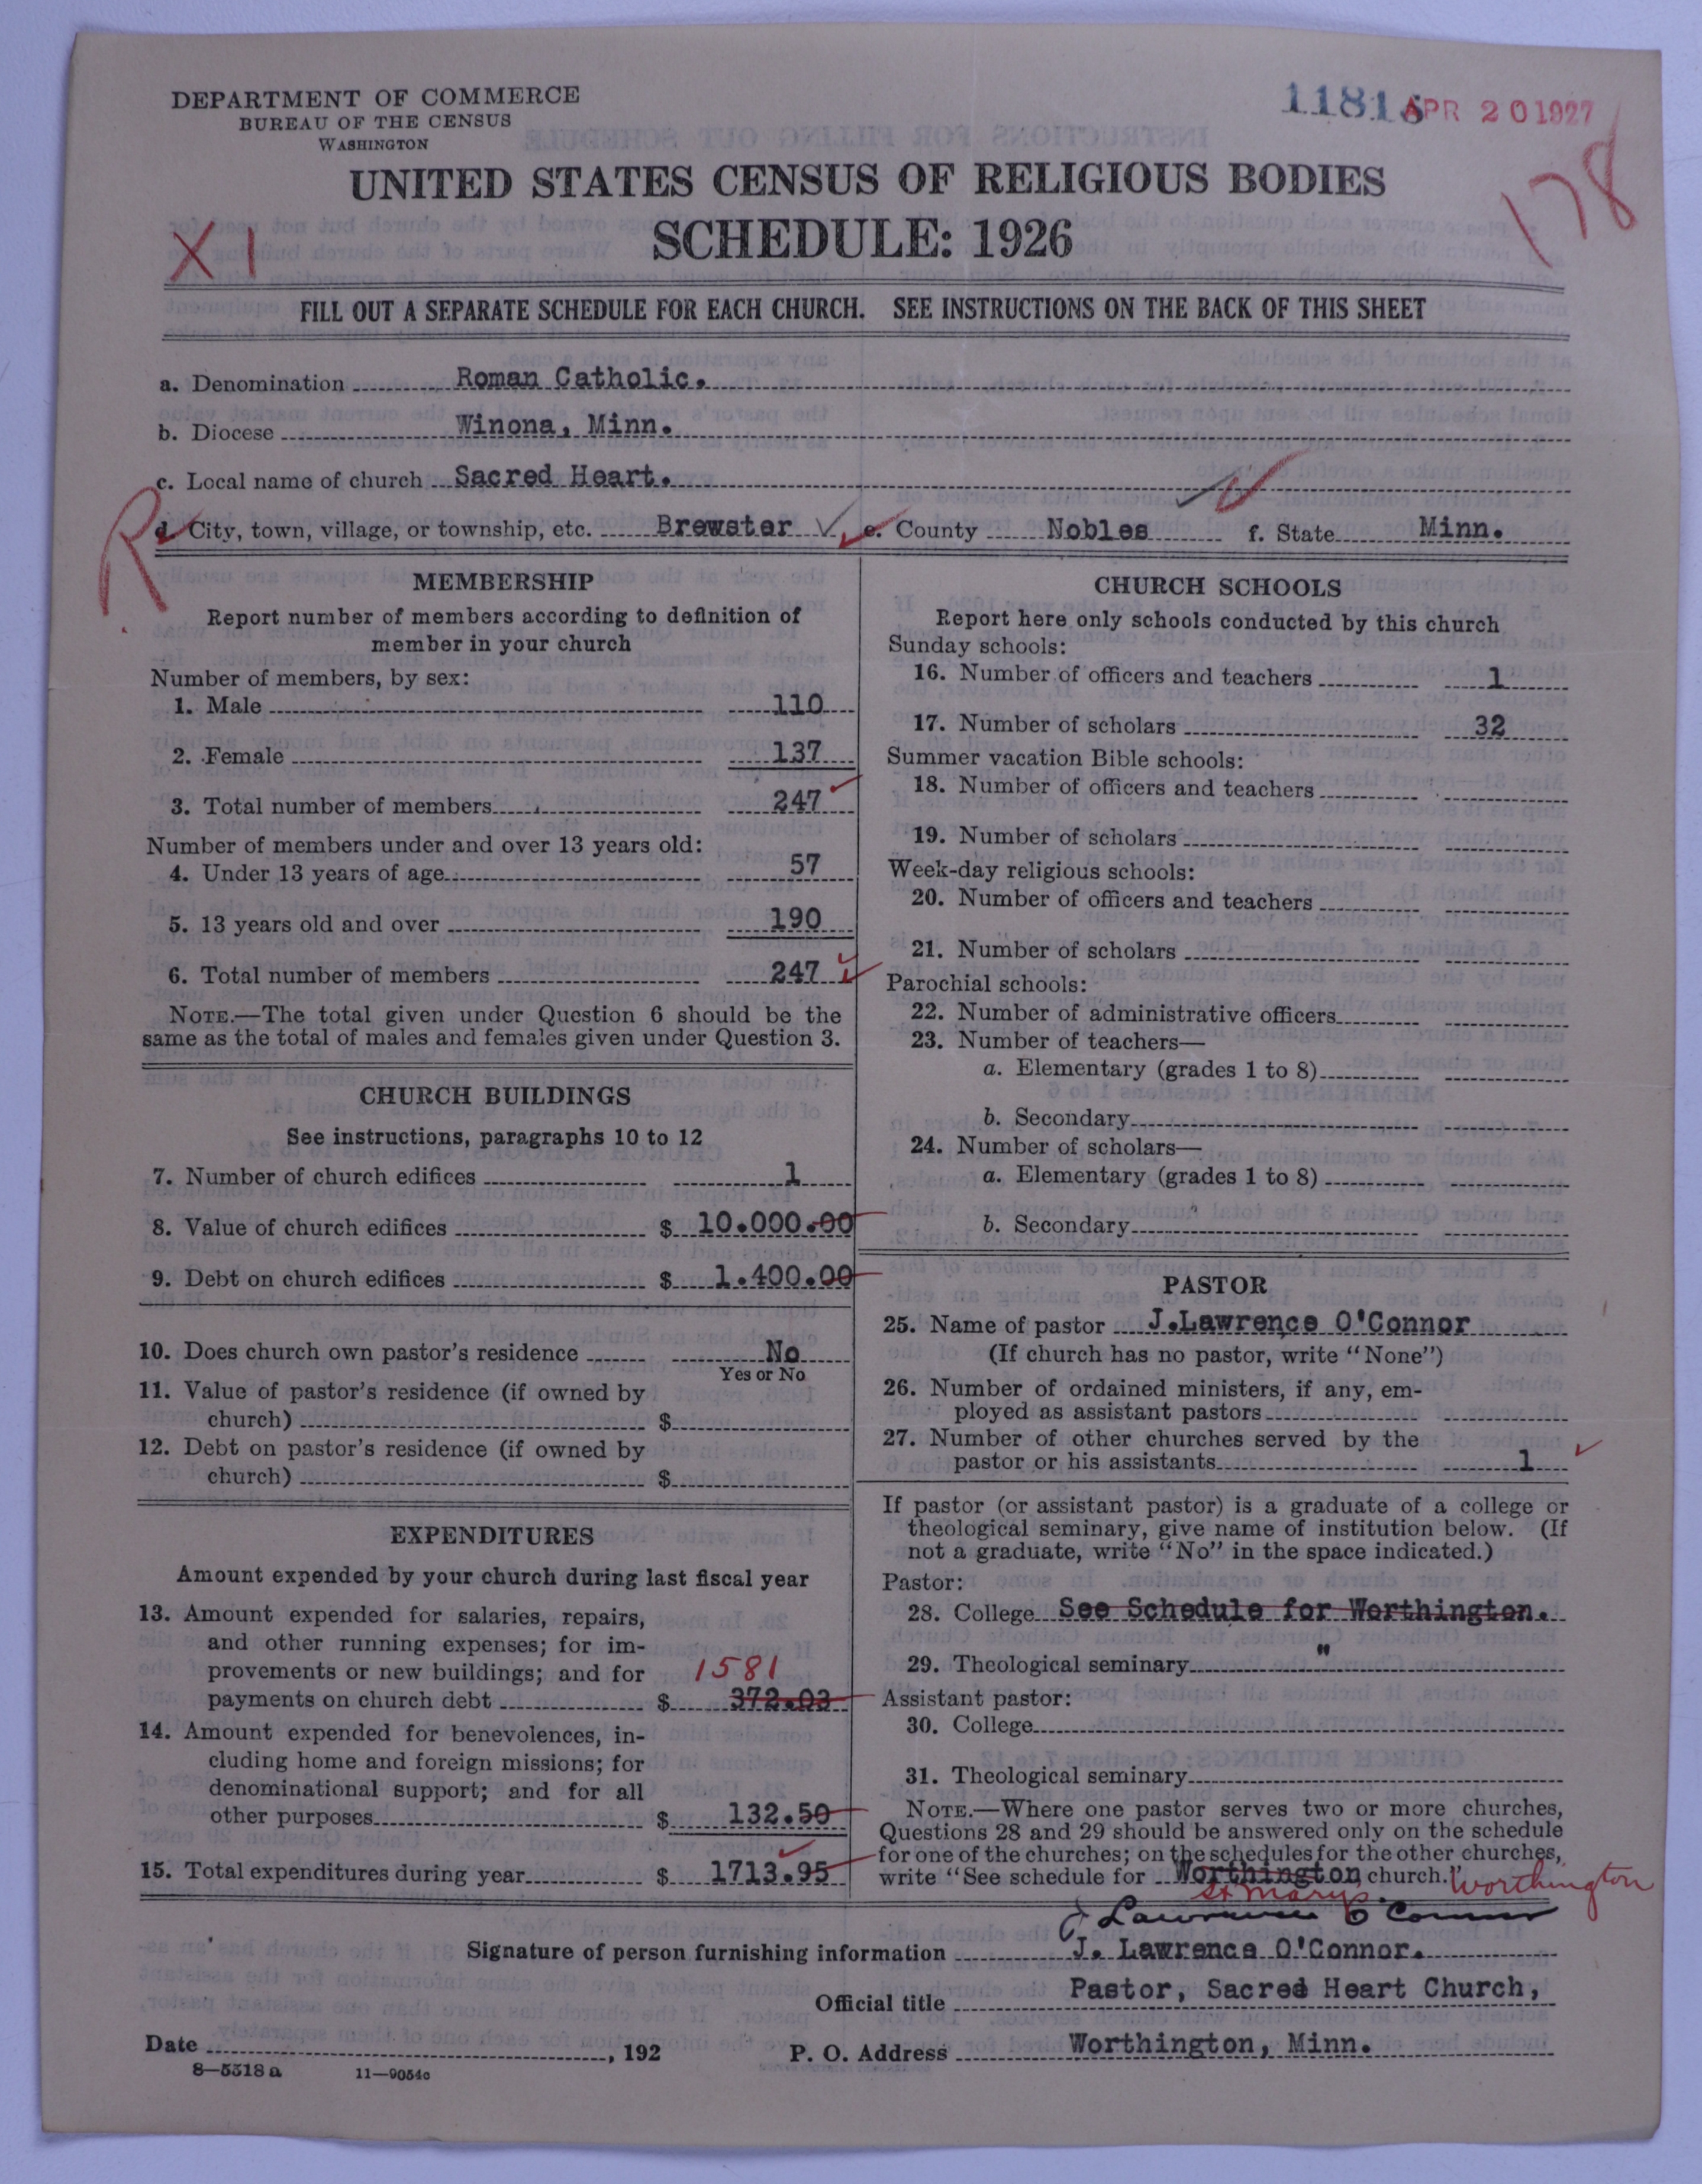 DEPARTMENT OF COMMERCE
BUREAU OF THE CENSUS
WASHINGTON
11815 APR 20 1927
178
UNITED STATES CENSUS OF RELIGIOUS BODIES
SCHEDULE: 1926
XI
FILL OUT A SEPARATE SCHEDULE FOR EACH CHURCH. SEE INSTRUCTIONS ON THE BACK OF THIS SHEET
a. Denomination Roman Catholic.
b. Diocese Winona, Minn.
c. Local name of church Sacred Heart.
R
d. City, town, village, or township, etc. Brewster e. County Nobles f. State Minn.
MEMBERSHIP
Report number of members according to definition of
member in your church
Number of members, by sex:
1. Male 110
2. Female 137
3. Total number of members 247
Number of members under and over 13 years old:
4. Under 13 years of age 57
5. 13 years old and over 190
6. Total number of members 247
NOTE.—The total given under Question 6 should be the
same as the total of males and females given under Question 3.
CHURCH BUILDINGS
See instructions, paragraphs 10 to 12
7. Number of church edifices 1
8. Value of church edifices $ 10.000.00
9. Debt on church edifices $ 1.400.00
10. Does church own pastor's residence No
Yes or No
11. Value of pastor's residence (if owned by
church) $
12. Debt on pastor's residence (if owned by
church) $
EXPENDITURES
Amount expended by your church during last fiscal year
13. Amount expended for salaries, repairs,
and other running expenses; for im-
provements or new buildings; and for 1581
payments on church debt $ 372.03
14. Amount expended for benevolences, in-
cluding home and foreign missions; for
denominational support; and for all
other purposes $ 132.50
15. Total expenditures during year $ 1713.95
CHURCH SCHOOLS
Report here only schools conducted by this church
Sunday schools:
16. Number of officers and teachers 1
17. Number of scholars 32
Summer vacation Bible schools:
18. Number of officers and teachers
19. Number of scholars
Week-day religious schools:
20. Number of officers and teachers
21. Number of scholars
Parochial schools:
22. Number of administrative officers
23. Number of teachers—
a. Elementary (grades 1 to 8)
b. Secondary
24. Number of scholars—
a. Elementary (grades 1 to 8)
b. Secondary
PASTOR
25. Name of pastor J.Lawrence O'Connor
(If church has no pastor, write "None")
26. Number of ordained ministers, if any, em-
ployed as assistant pastors
27. Number of other churches served by the
pastor or his assistants 1
If pastor (or assistant pastor) is a graduate of a college or
theological seminary, give name of institution below. (If
not a graduate, write "No" in the space indicated.)
Pastor:
28. College See Schedule for Worthington.
29. Theological seminary "
Assistant pastor:
30. College
31. Theological seminary
NOTE.—Where one pastor serves two or more churches,
Questions 28 and 29 should be answered only on the schedule
for one of the churches; on the schedules for the other churches,
write "See schedule for Worthington church." Worthington
St Marys
J Lawrence O'Connor
Signature of person furnishing information J. Lawrence O'Connor.
Official title Pastor, Sacred Heart Church,
Date , 192 P. O. Address Worthington, Minn.
8—5518 a 11—9054c